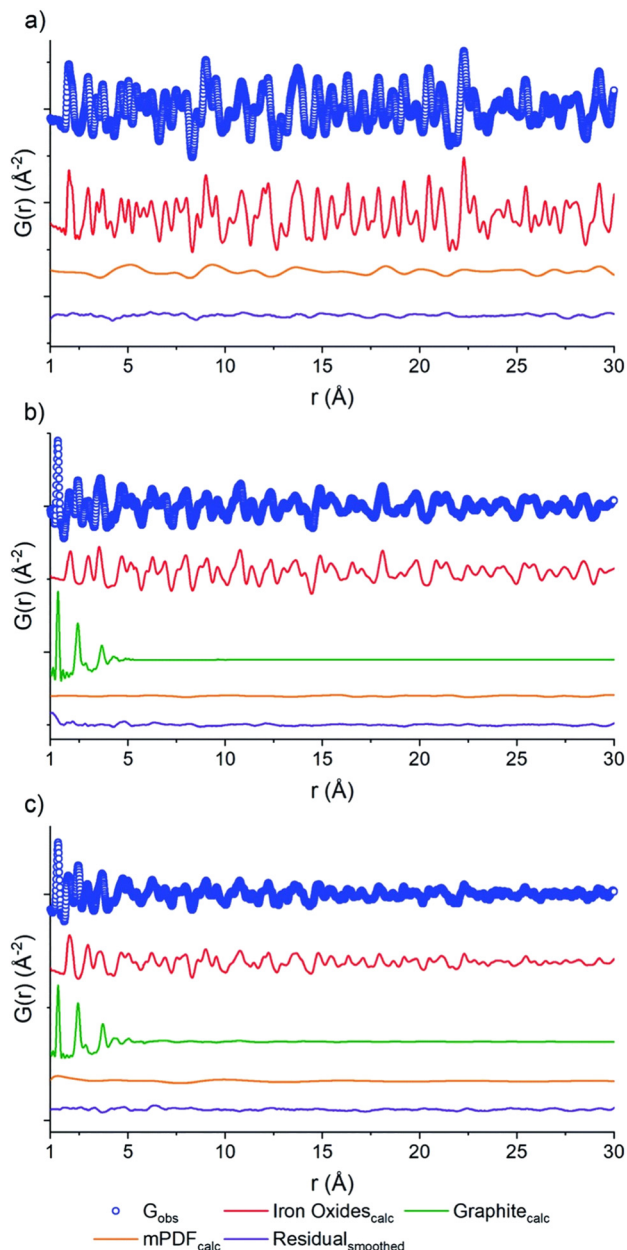 a)
G(r) (Å-2)
1 5 10 15 20 25 30
r (Å)
b)
G(r) (Å-2)
1 5 10 15 20 25 30
r (Å)
c)
G(r) (Å-2)
1 5 10 15 20 25 30
r (Å)
Gobs Iron Oxidescalc Graphitecalc
mPDFcalc Residualsmoothed